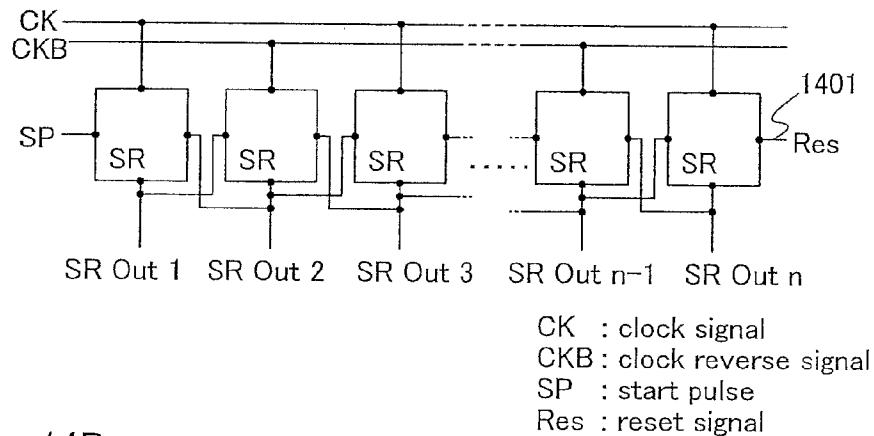 CK
CKB
1401
SP
SR SR SR ..... SR SR
Res
SR Out 1 SR Out 2 SR Out 3 SR Out n-1 SR Out n
CK : clock signal
CKB : clock reverse signal
SP : start pulse
Res : reset signal